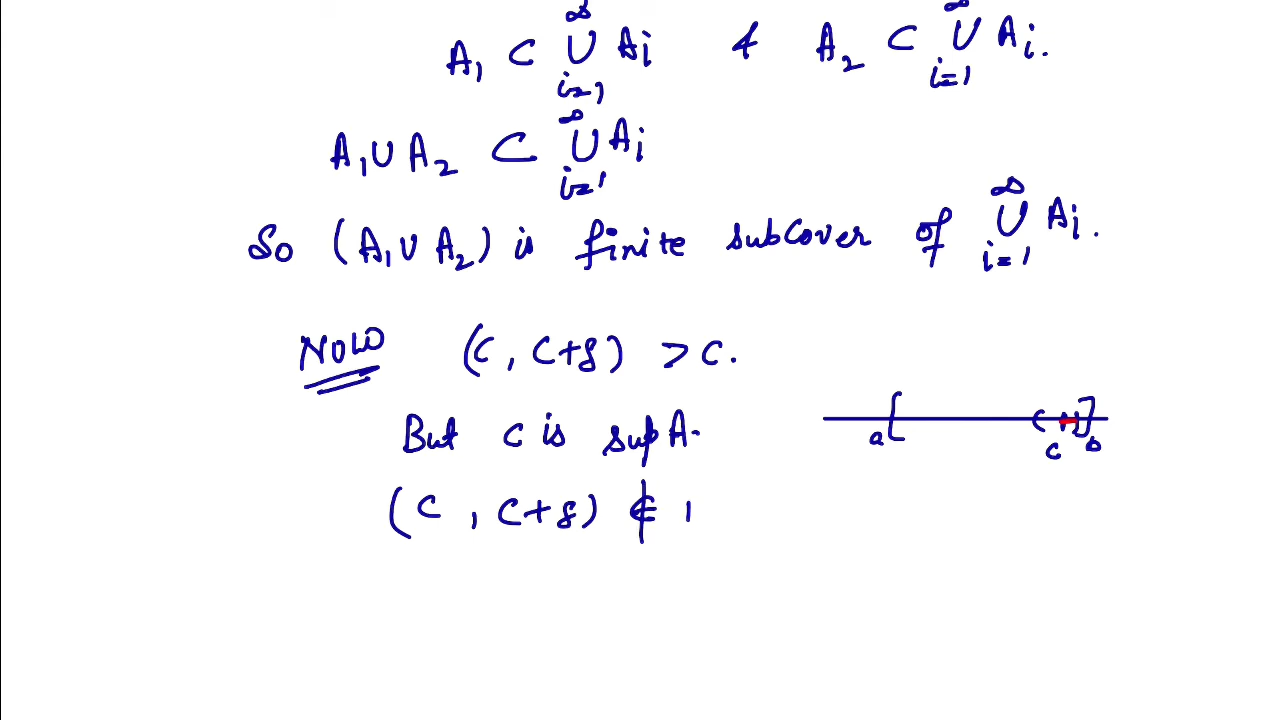 A₁ ⊂ ∞⋃i=1 Ai & A₂ ⊂ ∞⋃i=1 Ai.
A₁∪A₂ ⊂ ∞⋃i=1 Ai
So (A₁∪A₂) is finite subcover of ∞⋃i=1 Ai.
NOW (C, C+δ) > C.
But C is sup A.
(C, C+δ) ∉
a [ ( ) ] c b